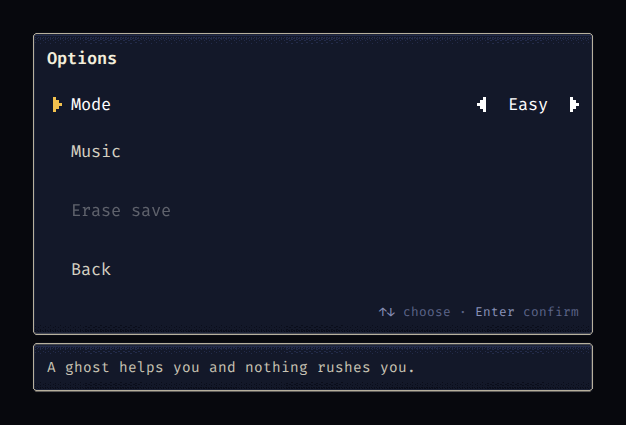 Options
Mode Easy
Music
Erase save
Back
↑↓ choose · Enter confirm
A ghost helps you and nothing rushes you.